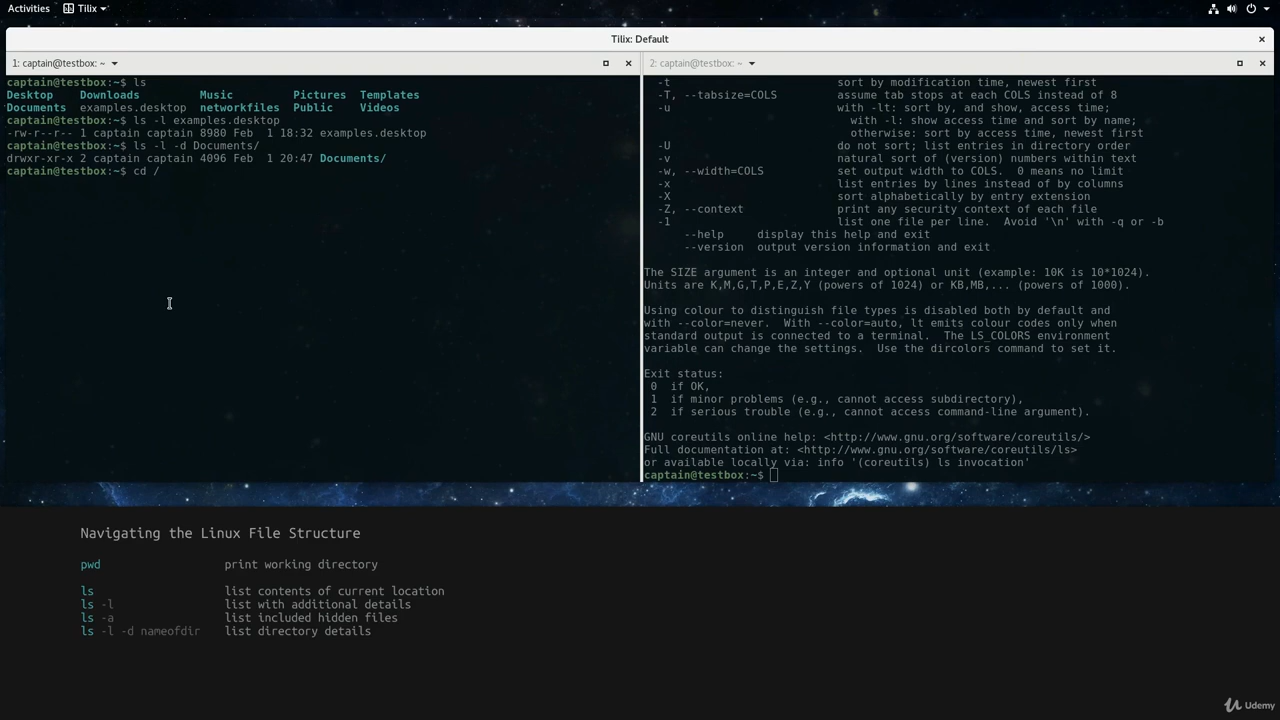 Activities Tilix
Tilix: Default
1: captain@testbox: ~
captain@testbox:~$ ls
Desktop Downloads Music Pictures Templates
Documents examples.desktop networkfiles Public Videos
captain@testbox:~$ ls -l examples.desktop
-rw-r--r-- 1 captain captain 8980 Feb  1 18:32 examples.desktop
captain@testbox:~$ ls -l -d Documents/
drwxr-xr-x 2 captain captain 4096 Feb  1 20:47 Documents/
captain@testbox:~$ cd /
2: captain@testbox: ~
-t sort by modification time, newest first
-T, --tabsize=COLS assume tab stops at each COLS instead of 8
-u with -lt: sort by, and show, access time;
with -l: show access time and sort by name;
otherwise: sort by access time, newest first
-U do not sort; list entries in directory order
-v natural sort of (version) numbers within text
-w, --width=COLS set output width to COLS.  0 means no limit
-x list entries by lines instead of by columns
-X sort alphabetically by entry extension
-Z, --context print any security context of each file
-1 list one file per line.  Avoid '\n' with -q or -b
--help display this help and exit
--version output version information and exit
The SIZE argument is an integer and optional unit (example: 10K is 10*1024).
Units are K,M,G,T,P,E,Z,Y (powers of 1024) or KB,MB,... (powers of 1000).
Using colour to distinguish file types is disabled both by default and
with --color=never.  With --color=auto, lt emits colour codes only when
standard output is connected to a terminal.  The LS_COLORS environment
variable can change the settings.  Use the dircolors command to set it.
Exit status:
0 if OK,
1 if minor problems (e.g., cannot access subdirectory),
2 if serious trouble (e.g., cannot access command-line argument).
GNU coreutils online help: <http://www.gnu.org/software/coreutils/>
Full documentation at: <http://www.gnu.org/software/coreutils/ls>
or available locally via: info '(coreutils) ls invocation'
captain@testbox:~$
Navigating the Linux File Structure
pwd print working directory
ls list contents of current location
ls -l list with additional details
ls -a list included hidden files
ls -l -d nameofdir list directory details
Udemy